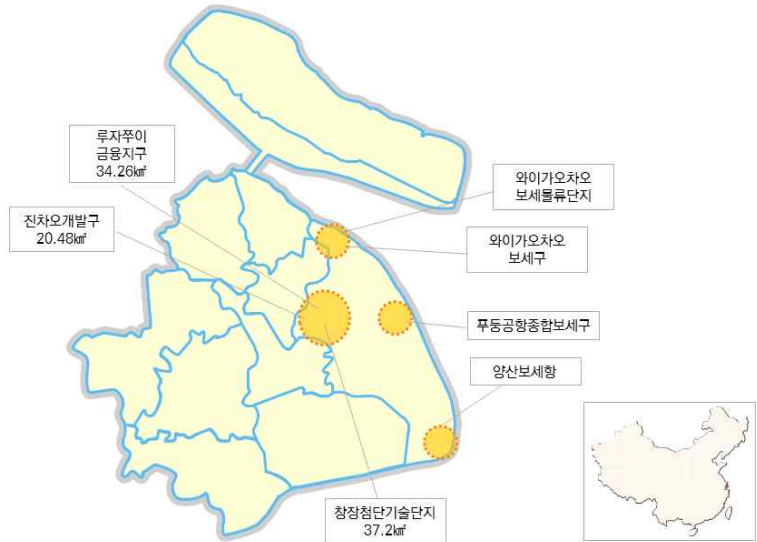 루자쭈이
금융지구
34.26㎢
진차오개발구
20.48㎢
와이가오차오
보세물류단지
와이가오차오
보세구
푸둥공항종합보세구
양산보세항
창장첨단기술단지
37.2㎢